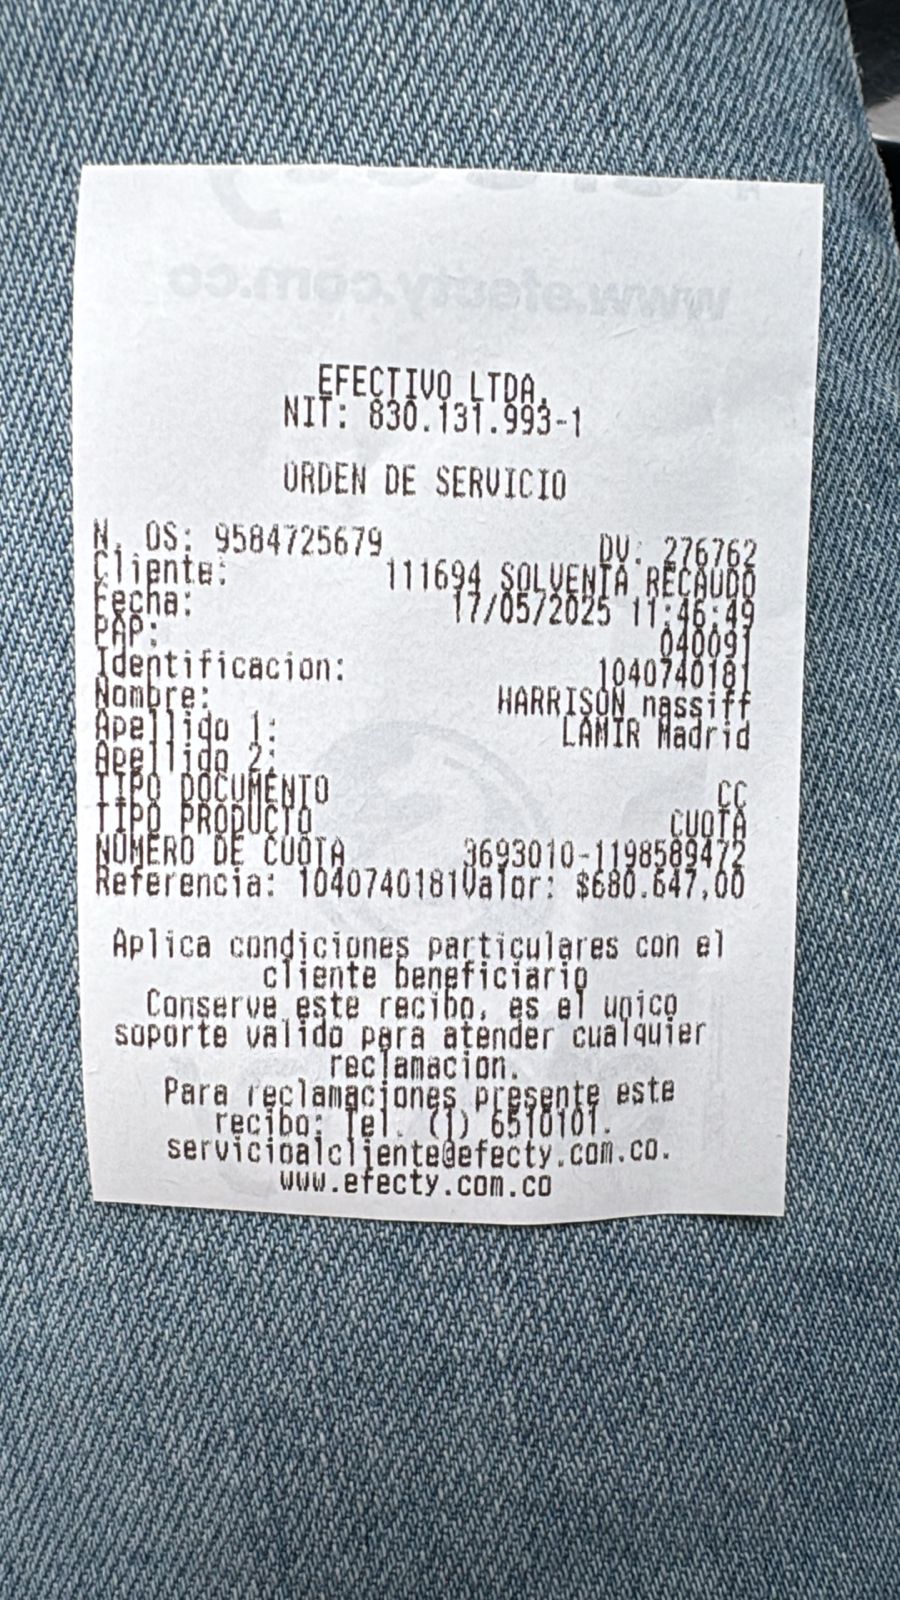 www.efecty.com.co
EFECTIVO LTDA.
NIT: 830.131.993-1
ORDEN DE SERVICIO
N. OS: 9584725679 DV: 276762
Cliente: 111694 SOLVENTA RECAUDO
Fecha: 17/05/2025 11:46:49
PAP: 040091
Identificacion: 1040740181
Nombre: HARRISON nassiff
Apellido 1: LAMIR Madrid
Apellido 2:
TIPO DOCUMENTO CC
TIPO PRODUCTO CUOTA
NUMERO DE CUOTA 3693010-1198589472
Referencia: 1040740181Valor: $680.647,00
Aplica condiciones particulares con el
cliente beneficiario
Conserve este recibo, es el unico
soporte valido para atender cualquier
reclamacion.
Para reclamaciones presente este
recibo: Tel. (1) 6510101.
servicioalcliente@efecty.com.co.
www.efecty.com.co